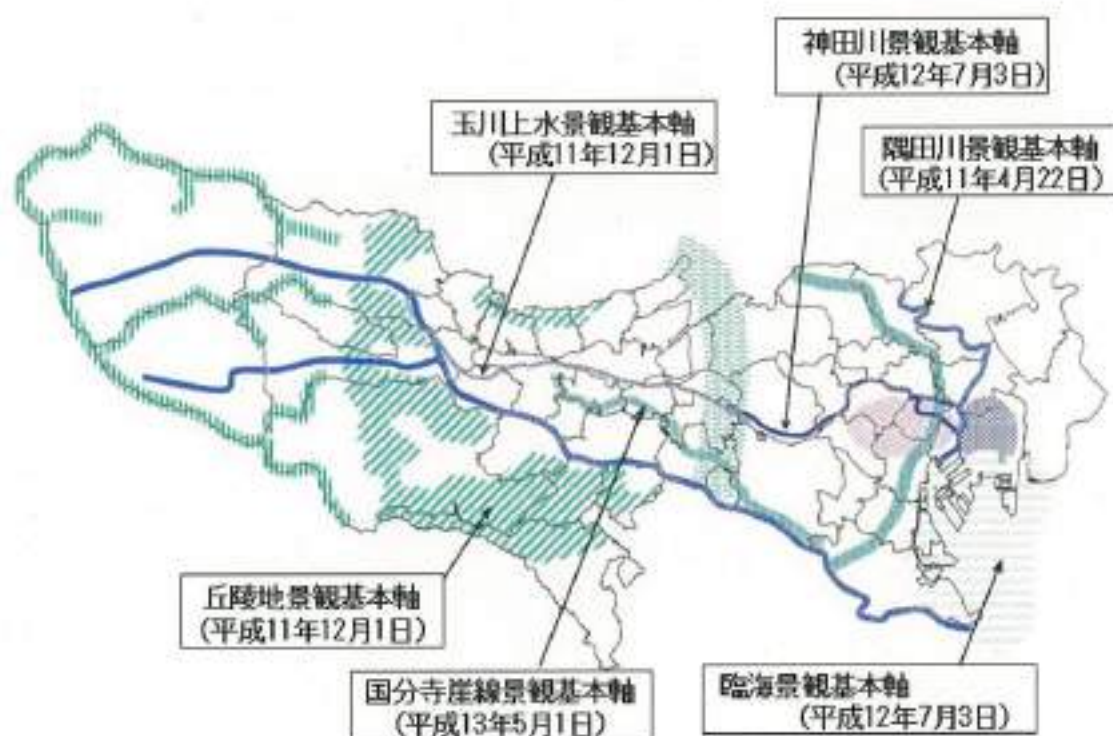 神田川景観基本軸
(平成12年7月3日)
玉川上水景観基本軸
(平成11年12月1日)
隅田川景観基本軸
(平成11年4月22日)
丘陵地景観基本軸
(平成11年12月1日)
国分寺崖線景観基本軸
(平成13年5月1日)
臨海景観基本軸
(平成12年7月3日)